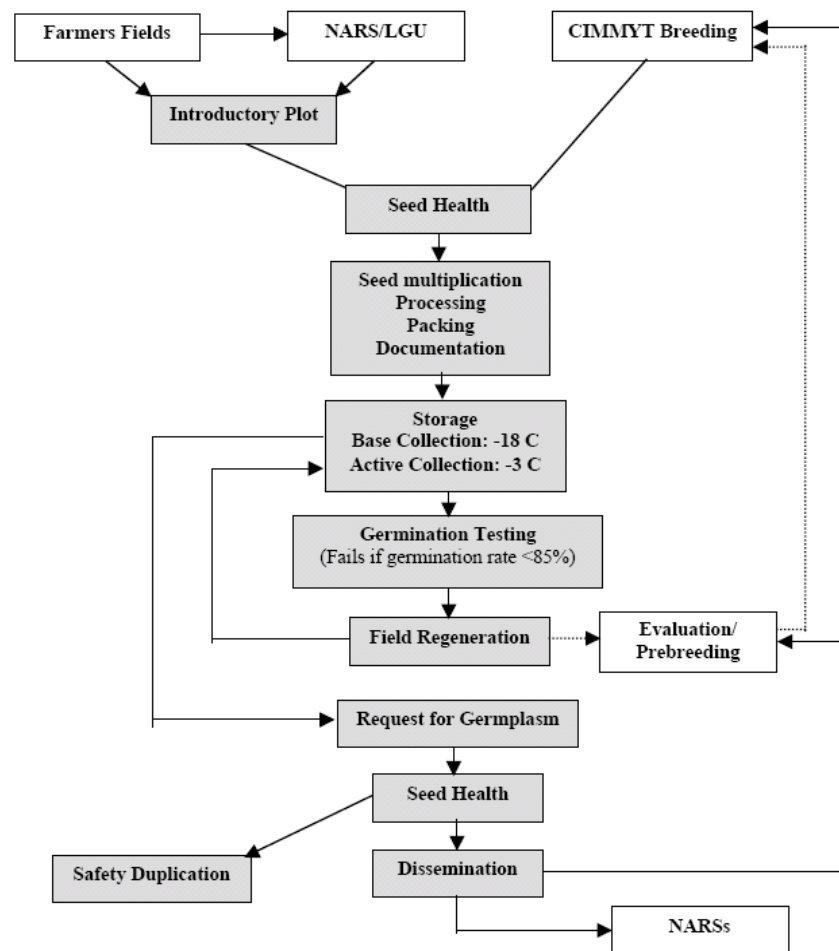 Farmers Fields
NARS/LGU
CIMMYT Breeding
Introductory Plot
Seed Health
Seed multiplication
Processing
Packing
Documentation
Storage
Base Collection: -18 C
Active Collection: -3 C
Germination Testing
(Fails if germination rate <85%)
Field Regeneration
Evaluation/
Prebreeding
Request for Germplasm
Seed Health
Safety Duplication
Dissemination
NARSs